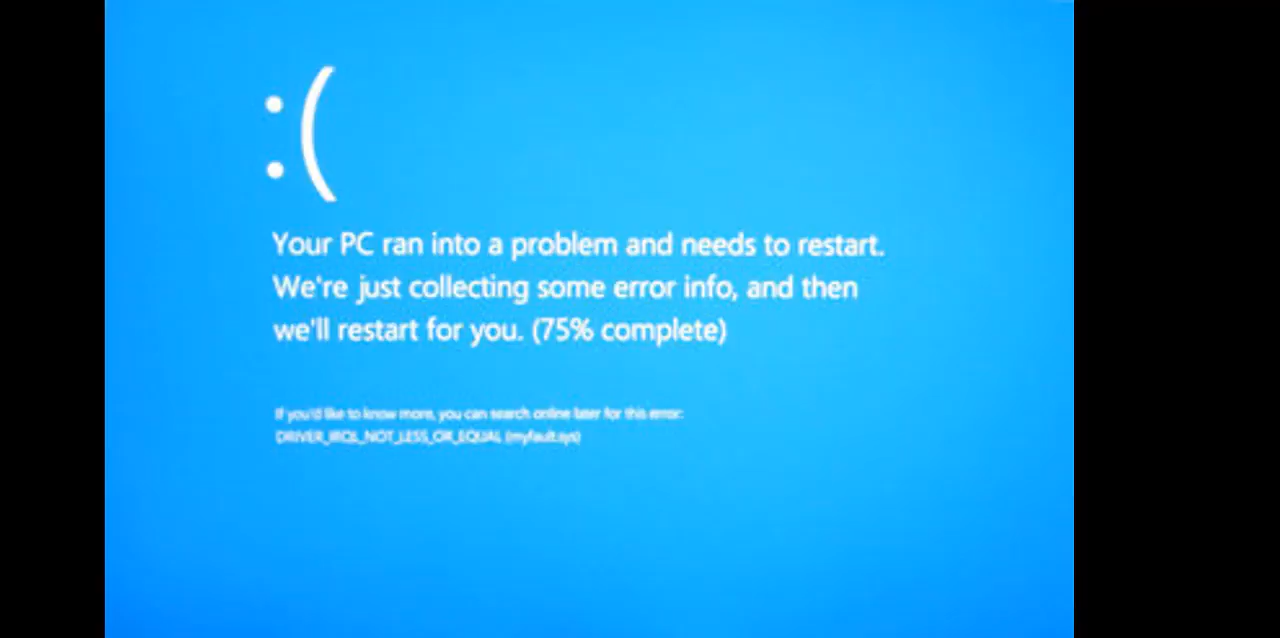 :(
Your PC ran into a problem and needs to restart.
We're just collecting some error info, and then
we'll restart for you. (75% complete)
If you'd like to know more, you can search online later for this error:
DRIVER_IRQL_NOT_LESS_OR_EQUAL (myfault.sys)